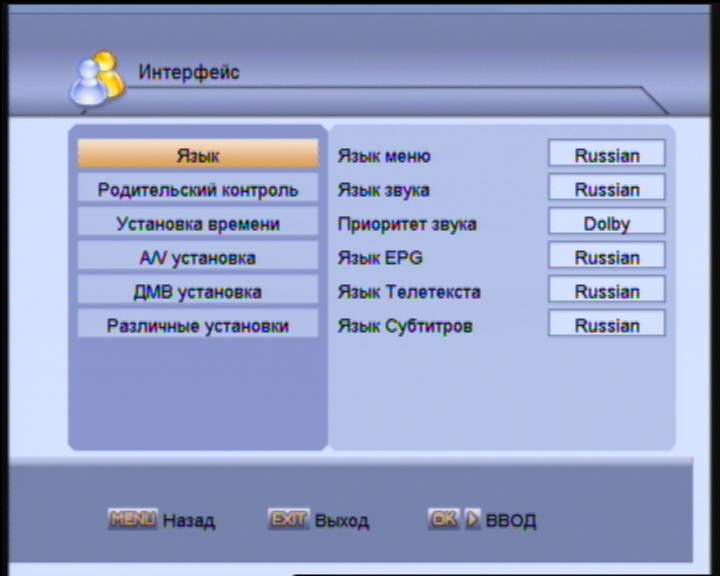 Интерфейс
Язык
Родительский контроль
Установка времени
A/V установка
ДМВ установка
Различные установки
Язык меню Russian
Язык звука Russian
Приоритет звука Dolby
Язык EPG Russian
Язык Телетекста Russian
Язык Субтитров Russian
MENU Назад EXIT Выход OK ВВОД